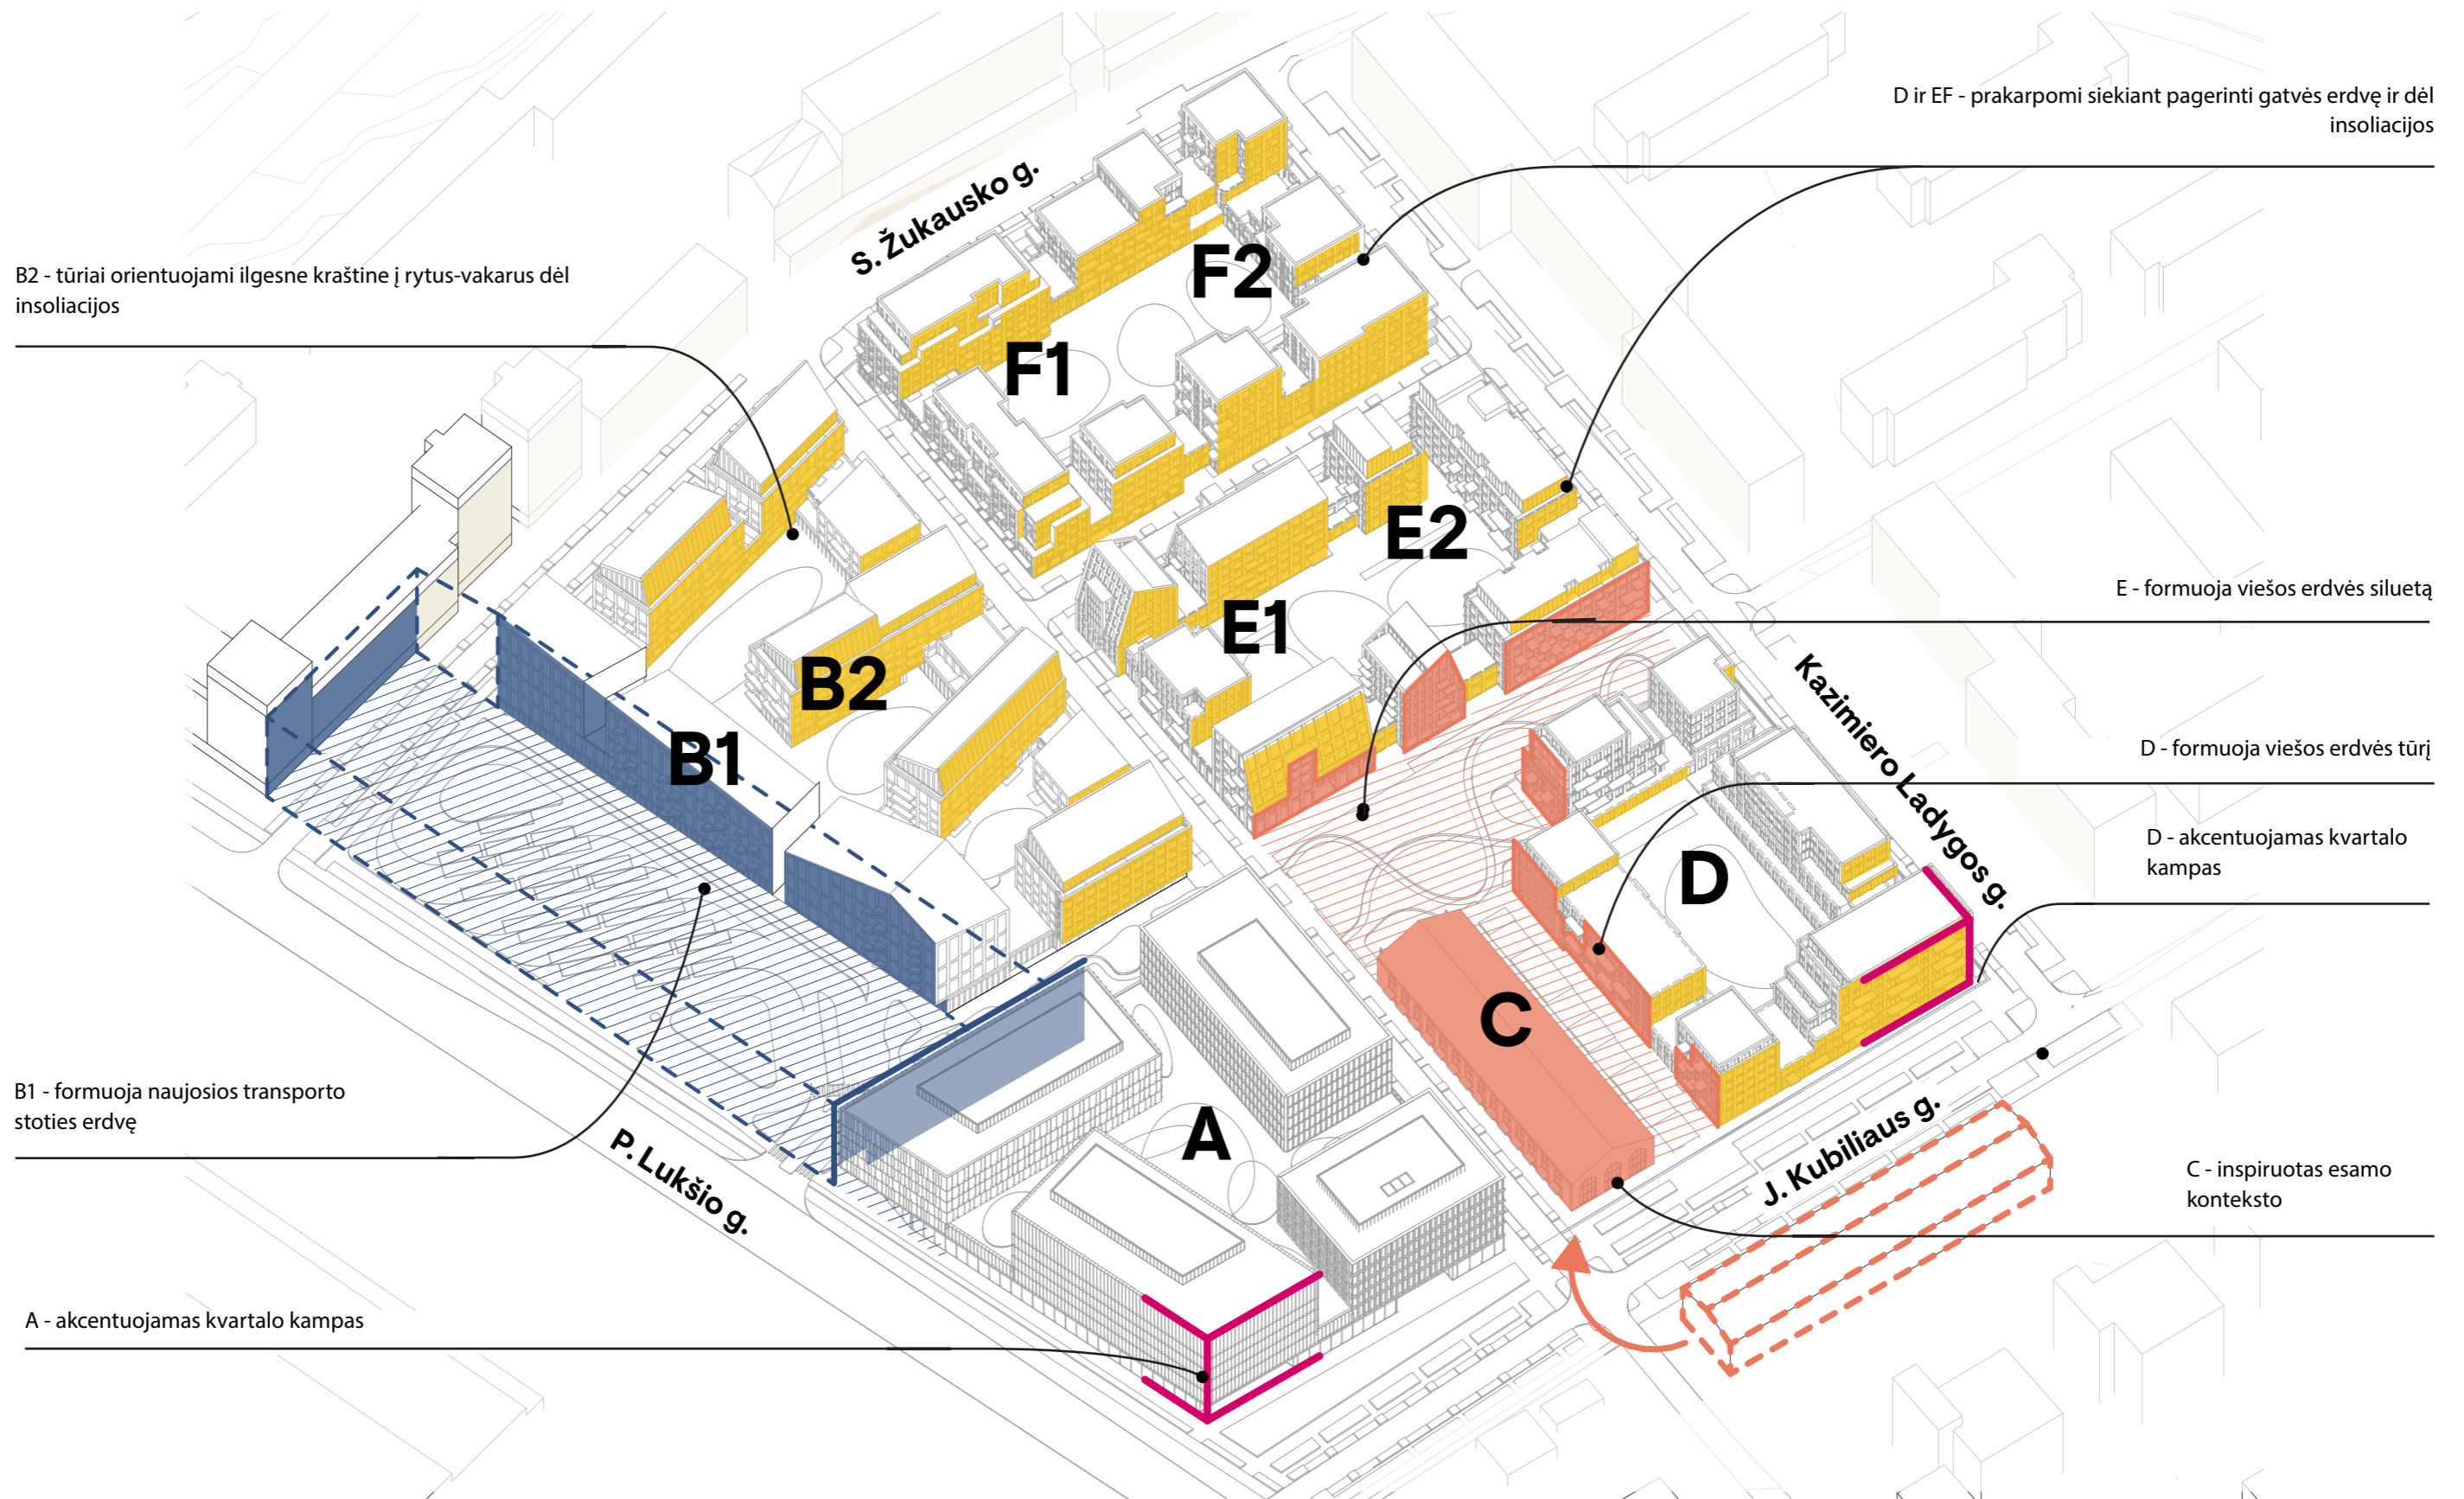 D ir EF - prakarpomi siekiant pagerinti gatvės erdvę ir dėl
insoliacijos
S. Žukausko g.
F2
B2 - tūriai orientuojami ilgesne kraštine į rytus-vakarus dėl
insoliacijos
F1
E2
E - formuoja viešos erdvės siluetą
E1
B2
Kazimiero Ladygos g.
B1
D - formuoja viešos erdvės tūrį
D - akcentuojamas kvartalo
kampas
D
C
B1 - formuoja naujosios transporto
stoties erdvę
A
J. Kubiliaus g.
P. Lukšio g.
C - inspiruotas esamo
konteksto
A - akcentuojamas kvartalo kampas